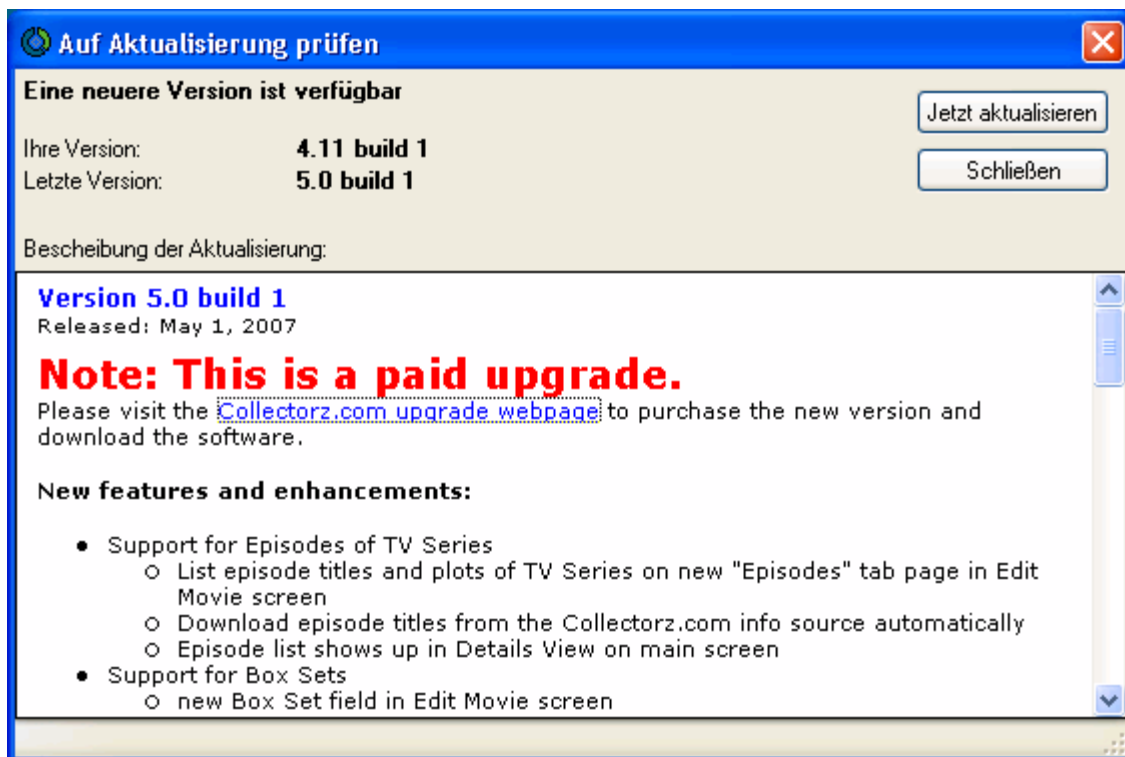 Auf Aktualisierung prüfen
Eine neuere Version ist verfügbar
Jetzt aktualisieren
Ihre Version: 4.11 build 1
Letzte Version: 5.0 build 1
Schließen
Bescheibung der Aktualisierung:
Version 5.0 build 1
Released: May 1, 2007
Note: This is a paid upgrade.
Please visit the Collectorz.com upgrade webpage to purchase the new version and
download the software.
New features and enhancements:
● Support for Episodes of TV Series
○ List episode titles and plots of TV Series on new "Episodes" tab page in Edit
Movie screen
○ Download episode titles from the Collectorz.com info source automatically
○ Episode list shows up in Details View on main screen
● Support for Box Sets
○ new Box Set field in Edit Movie screen